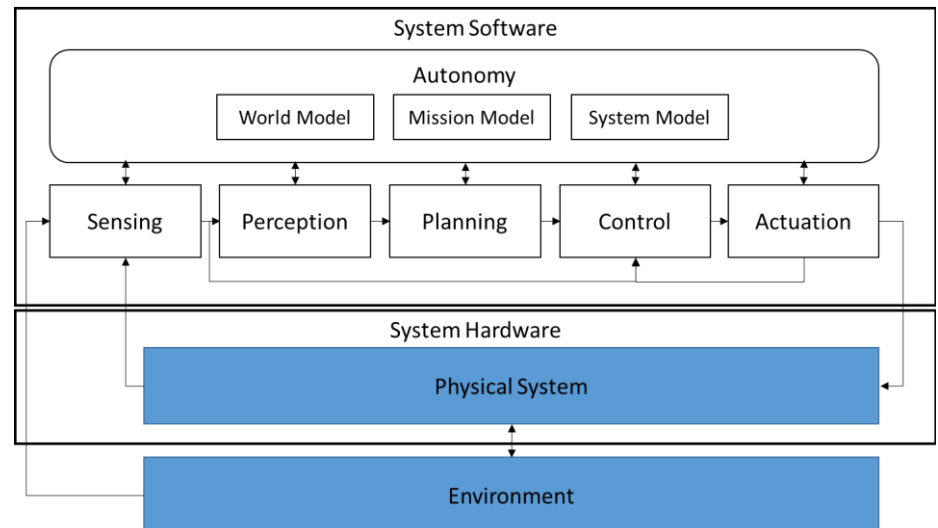 System Software
Autonomy
World Model
Mission Model
System Model
Sensing
Perception
Planning
Control
Actuation
System Hardware
Physical System
Environment